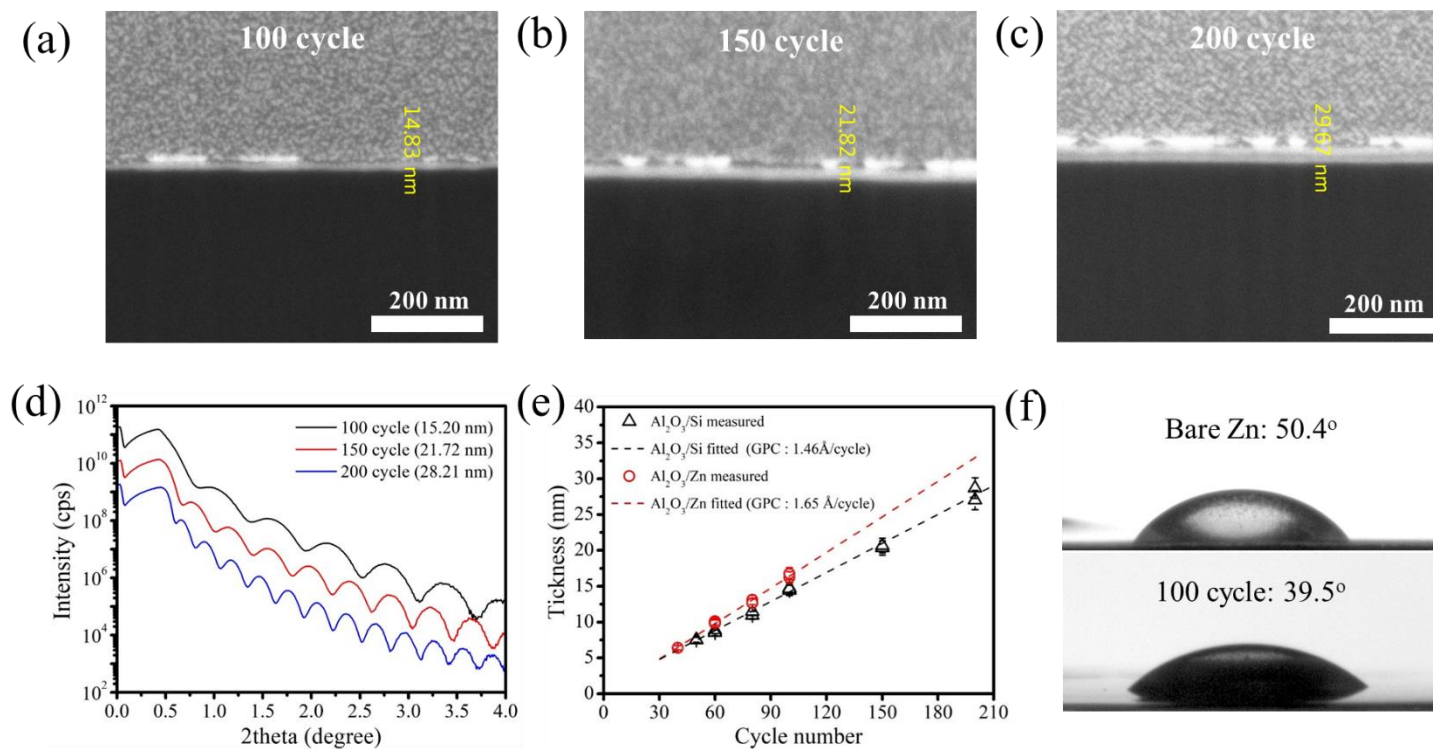 (a)
100 cycle
14.83 nm
200 nm
(b)
150 cycle
21.82 nm
200 nm
(c)
200 cycle
29.67 nm
200 nm
(d)
10¹²
10¹⁰
10⁸
10⁶
10⁴
10²
Intensity (cps)
100 cycle (15.20 nm)
150 cycle (21.72 nm)
200 cycle (28.21 nm)
0.0 0.5 1.0 1.5 2.0 2.5 3.0 3.5 4.0
2theta (degree)
(e)
40
35
30
25
20
15
10
5
0
Tickness (nm)
Al₂O₃/Si measured
Al₂O₃/Si fitted (GPC : 1.46Å/cycle)
Al₂O₃/Zn measured
Al₂O₃/Zn fitted (GPC : 1.65 Å/cycle)
0 30 60 90 120 150 180 210
Cycle number
(f)
Bare Zn: 50.4°
100 cycle: 39.5°